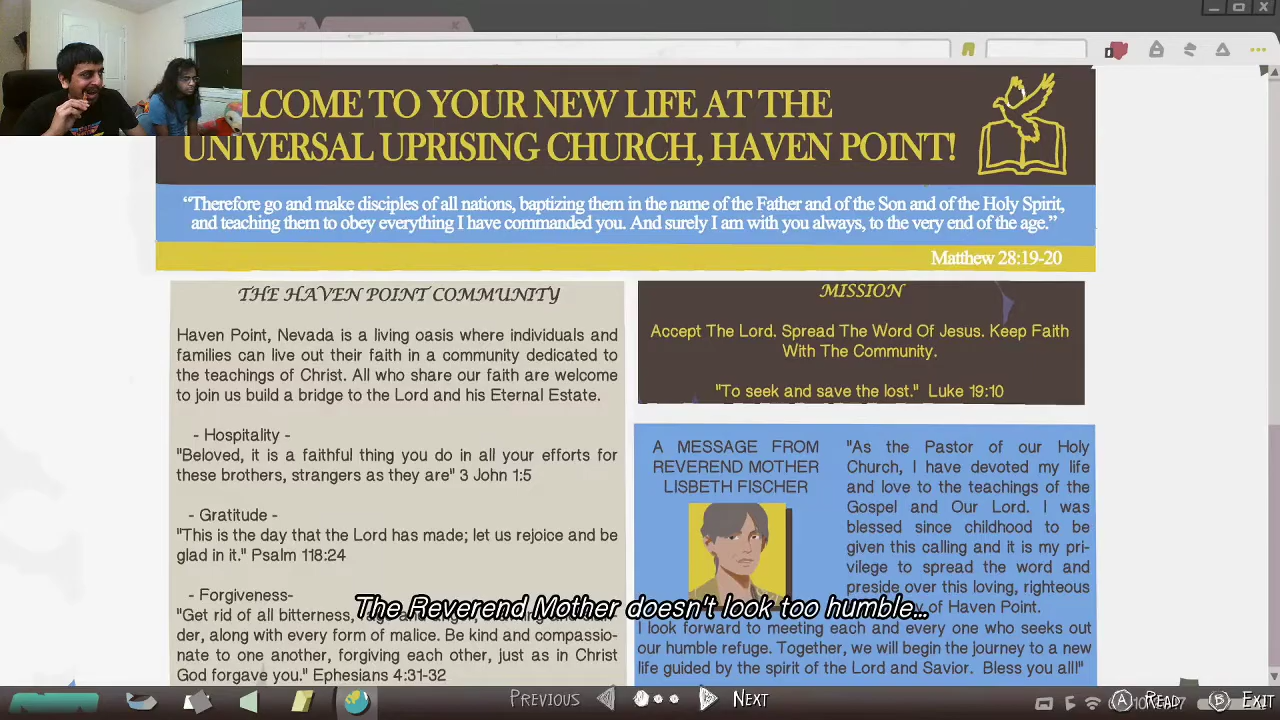 LCOME TO YOUR NEW LIFE AT THE
UNIVERSAL UPRISING CHURCH, HAVEN POINT!
“Therefore go and make disciples of all nations, baptizing them in the name of the Father and of the Son and of the Holy Spirit,
and teaching them to obey everything I have commanded you. And surely I am with you always, to the very end of the age.”
Matthew 28:19-20
THE HAVEN POINT COMMUNITY
Haven Point, Nevada is a living oasis where individuals and
families can live out their faith in a community dedicated to
the teachings of Christ. All who share our faith are welcome
to join us build a bridge to the Lord and his Eternal Estate.
- Hospitality -
"Beloved, it is a faithful thing you do in all your efforts for
these brothers, strangers as they are" 3 John 1:5
- Gratitude -
"This is the day that the Lord has made; let us rejoice and be
glad in it." Psalm 118:24
- Forgiveness-
"Get rid of all bitterness,
der, along with every form of malice. Be kind and compassio-
nate to one another, forgiving each other, just as in Christ
God forgave you." Ephesians 4:31-32
MISSION
Accept The Lord. Spread The Word Of Jesus. Keep Faith
With The Community.
"To seek and save the lost." Luke 19:10
A MESSAGE FROM
REVEREND MOTHER
LISBETH FISCHER
"As the Pastor of our Holy
Church, I have devoted my life
and love to the teachings of the
Gospel and Our Lord. I was
blessed since childhood to be
given this calling and it is my pri-
vilege to spread the word and
preside over this loving, righteous
of Haven Point.
I look forward to meeting each and every one who seeks out
our humble refuge. Together, we will begin the journey to a new
life guided by the spirit of the Lord and Savior. Bless you all!"
The Reverend Mother doesn't look too humble...
PREVIOUS
NEXT
A READ
B EXIT